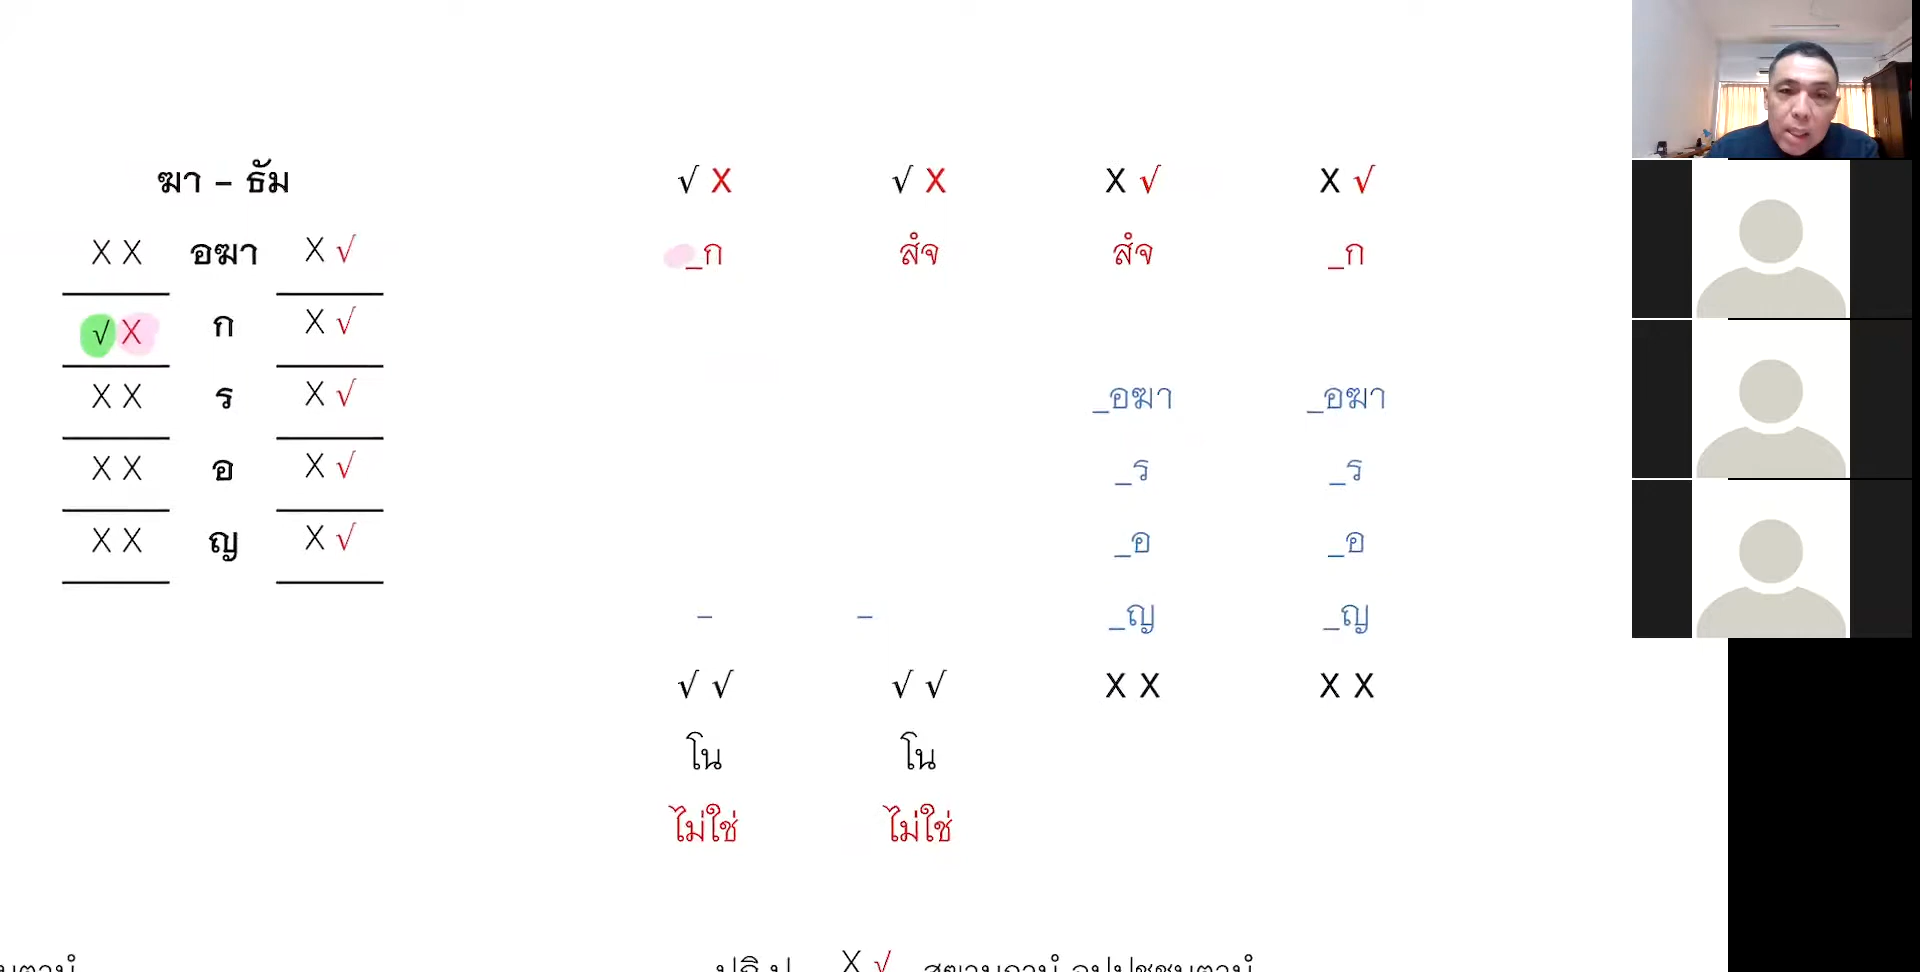 ฆา – ธัม √ X √ X X √ X √
X X อฆา X √ _ก สํจ สํจ _ก
√ X ก X √
X X ร X √ _อฆา _อฆา
X X อ X √ _ร _ร
X X ญ X √ _อ _อ
– – _ญ _ญ
√ √ √ √ X X X X
โน โน
ไม่ใช่ ไม่ใช่
X √